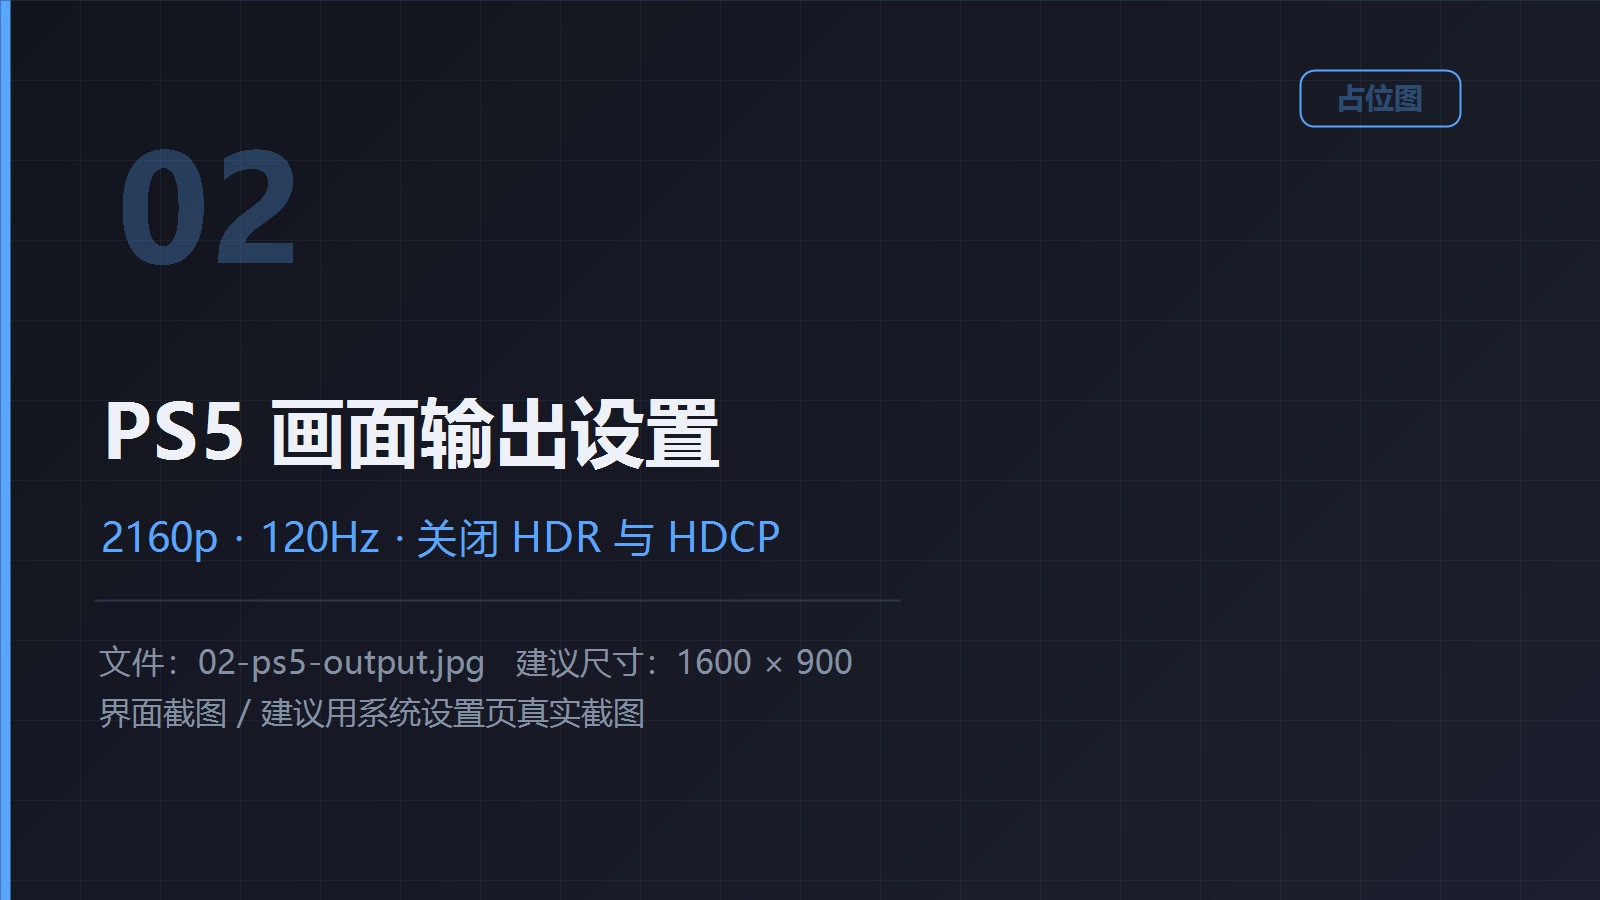 占位图
02
PS5 画面输出设置
2160p · 120Hz · 关闭 HDR 与 HDCP
文件：02-ps5-output.jpg 建议尺寸：1600 × 900
界面截图 / 建议用系统设置页真实截图